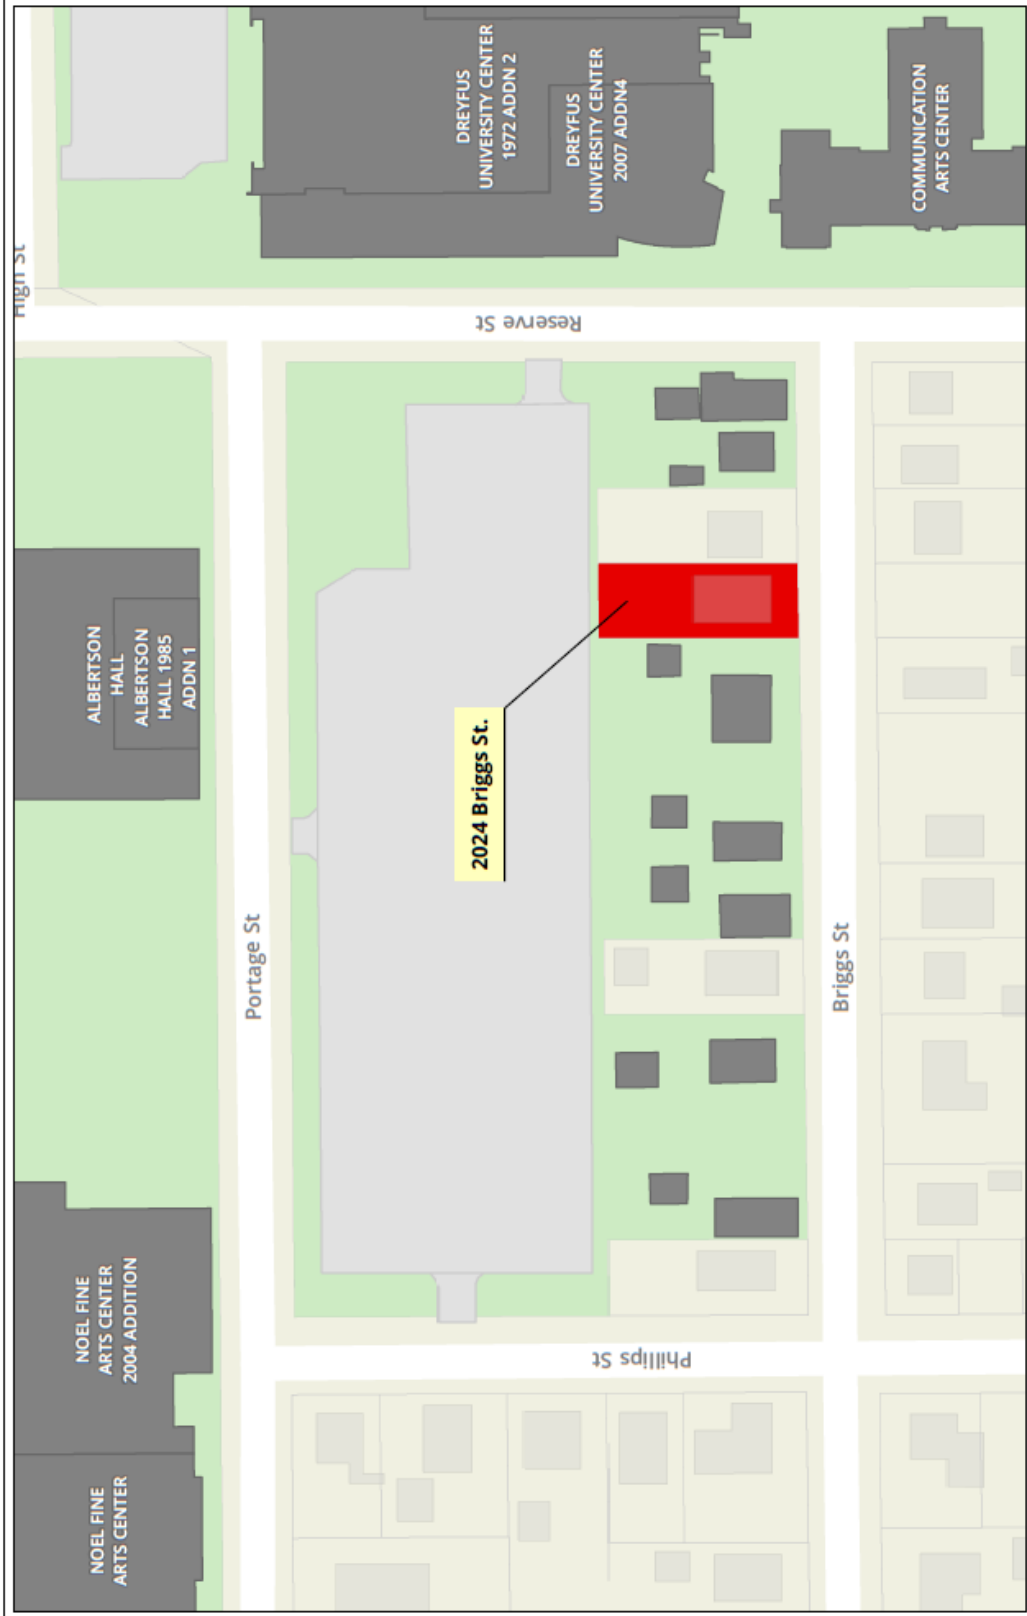 NOEL FINE
ARTS CENTER
NOEL FINE
ARTS CENTER
2004 ADDITION
ALBERTSON
HALL
ALBERTSON
HALL 1985
ADDN 1
High St
Portage St
2024 Briggs St.
Phillips St
Reserve St
DREYFUS
UNIVERSITY CENTER
1972 ADDN 2
DREYFUS
UNIVERSITY CENTER
2007 ADDN4
Briggs St
COMMUNICATION
ARTS CENTER